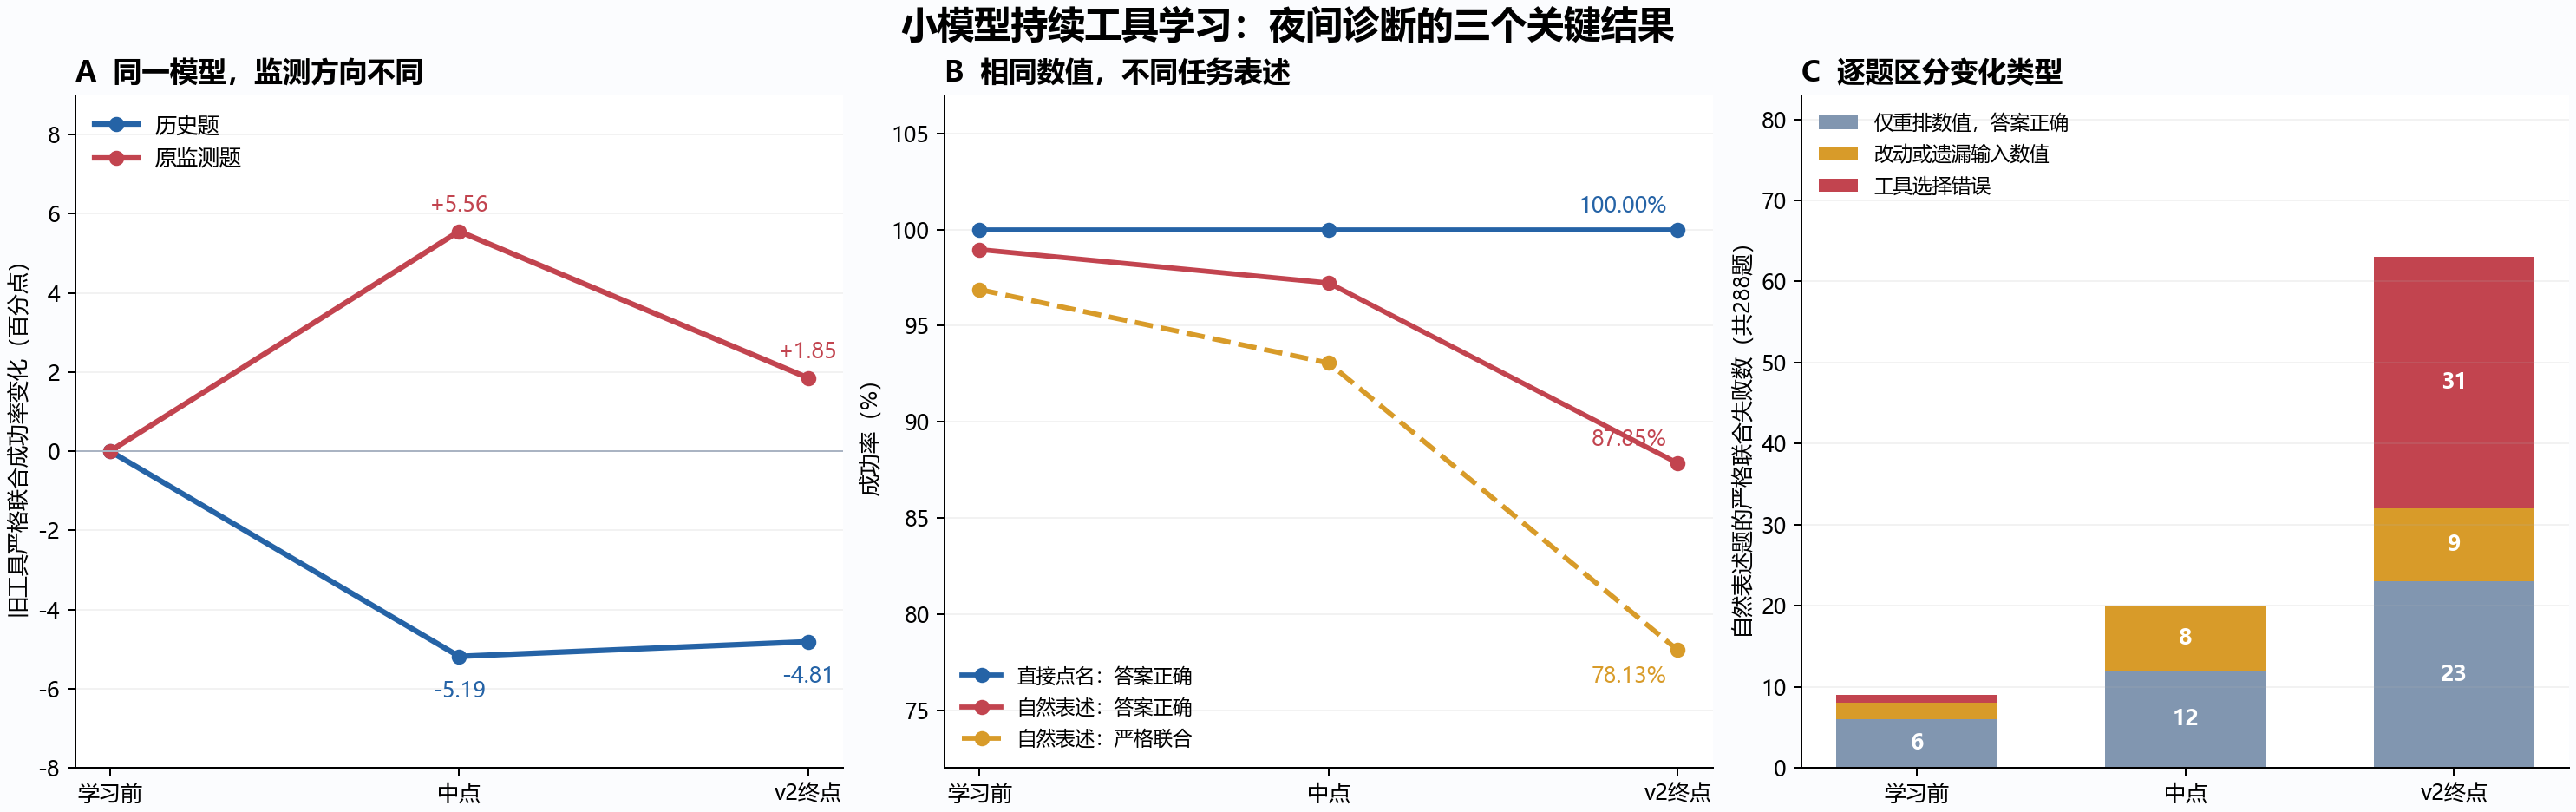 小模型持续工具学习：夜间诊断的三个关键结果
A 同一模型，监测方向不同
旧工具严格联合成功率变化（百分点）
8
6
4
2
0
-2
-4
-6
-8
历史题
原监测题
+5.56
+1.85
-5.19
-4.81
学习前
中点
v2终点
B 相同数值，不同任务表述
成功率（%）
105
100
95
90
85
80
75
100.00%
87.85%
78.13%
直接点名：答案正确
自然表述：答案正确
自然表述：严格联合
学习前
中点
v2终点
C 逐题区分变化类型
自然表述题的严格联合失败数（共288题）
80
70
60
50
40
30
20
10
0
仅重排数值，答案正确
改动或遗漏输入数值
工具选择错误
6
8
12
31
9
23
学习前
中点
v2终点